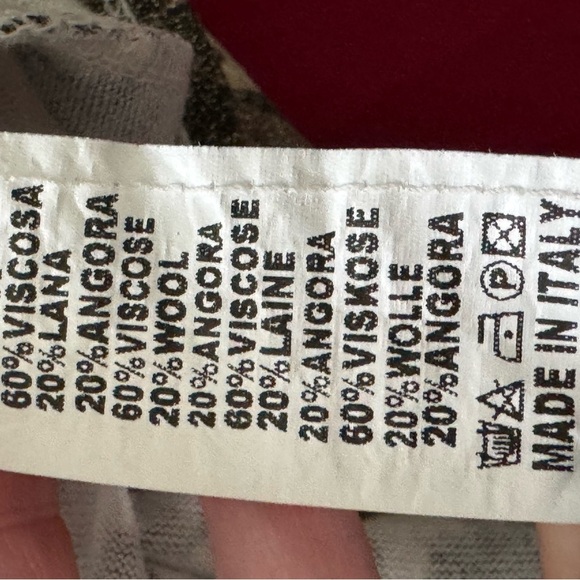 60%VISCOSA
20%LANA
20%ANGORA
60%VISCOSE
20%WOOL
20%ANGORA
60%VISCOSE
20%LAINE
20%ANGORA
60%VISKOSE
20%WOLLE
20%ANGORA
P
MADE IN ITALY